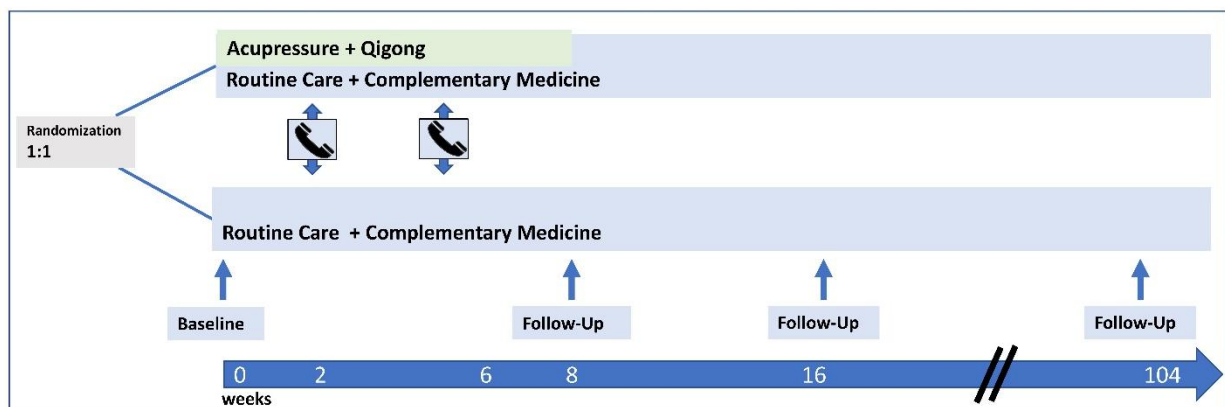 Acupressure + Qigong
Routine Care + Complementary Medicine
Randomization
1:1
Routine Care + Complementary Medicine
Baseline
Follow-Up
Follow-Up
Follow-Up
0 2 6 8 16 104
weeks